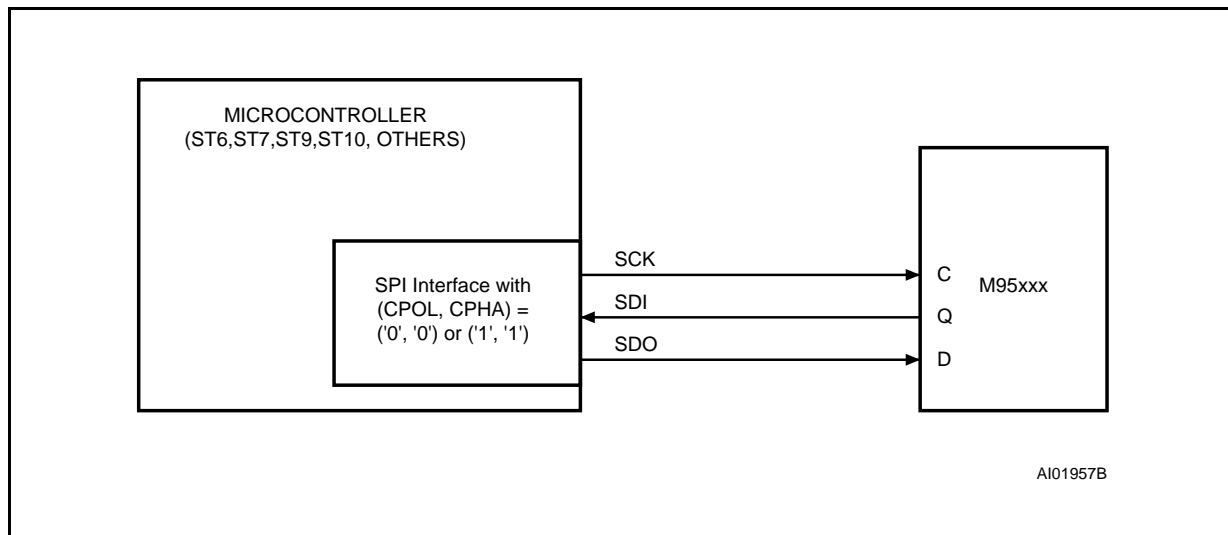 MICROCONTROLLER
(ST6,ST7,ST9,ST10, OTHERS)
SPI Interface with
(CPOL, CPHA) =
('0', '0') or ('1', '1')
SCK
SDI
SDO
C
Q
D
M95xxx
AI01957B